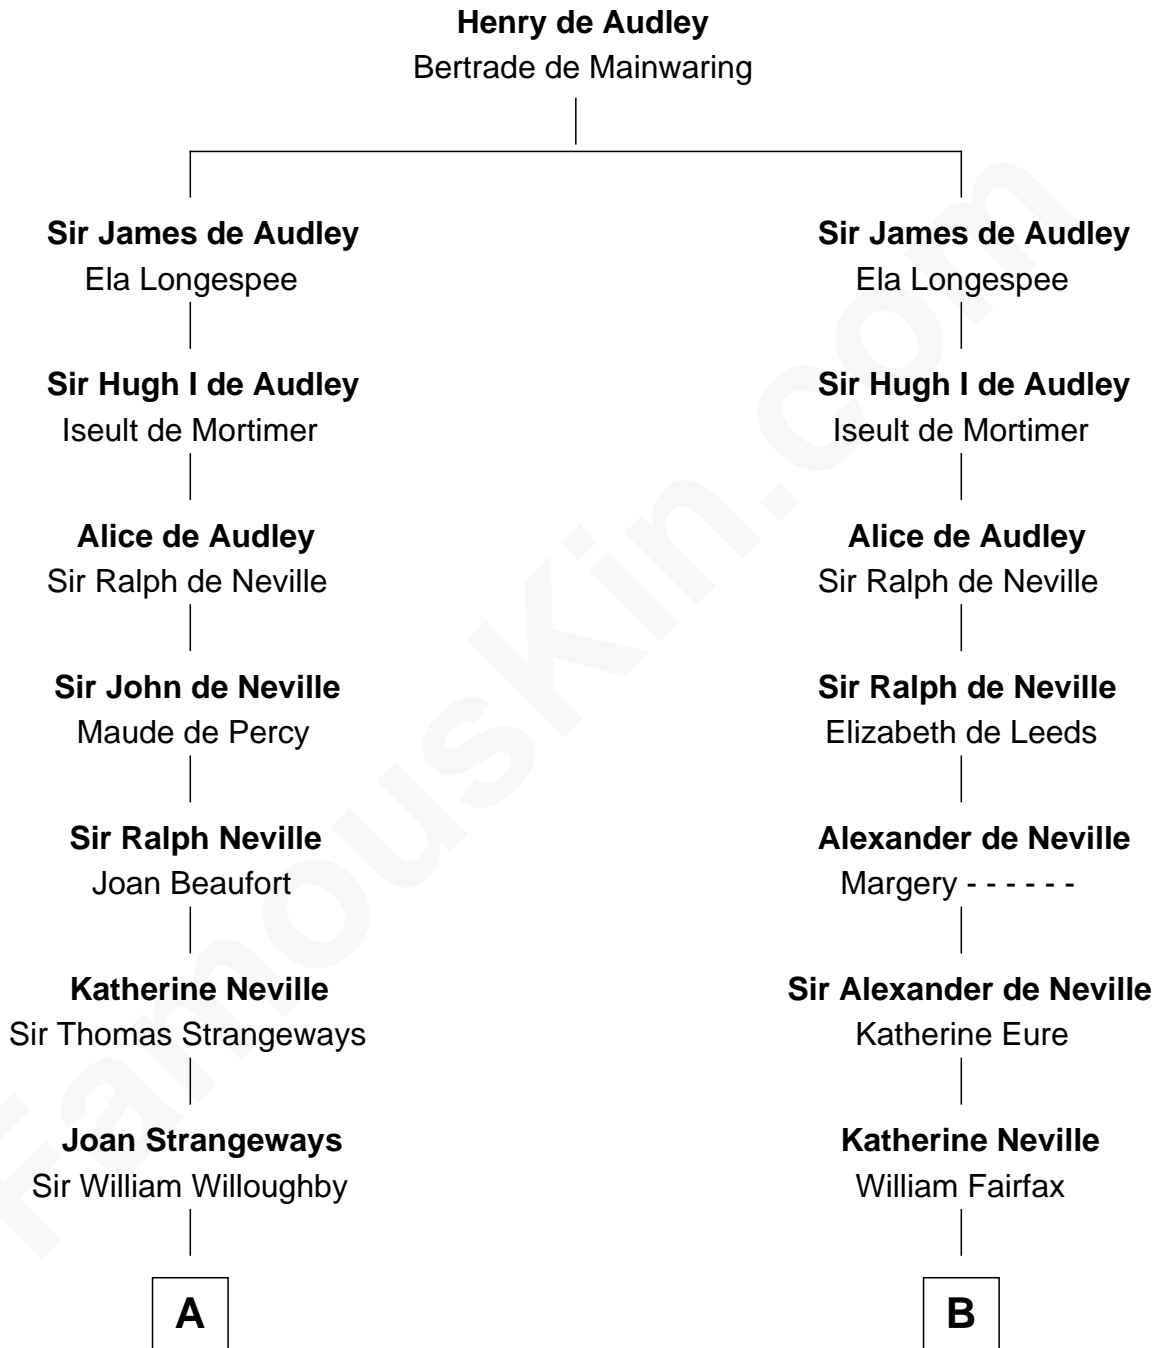 Henry de Audley
Bertrade de Mainwaring
Sir James de Audley
Ela Longespee
Sir Hugh I de Audley
Iseult de Mortimer
Alice de Audley
Sir Ralph de Neville
Sir John de Neville
Maude de Percy
Sir Ralph Neville
Joan Beaufort
Katherine Neville
Sir Thomas Strangeways
Joan Strangeways
Sir William Willoughby
A
Sir James de Audley
Ela Longespee
Sir Hugh I de Audley
Iseult de Mortimer
Alice de Audley
Sir Ralph de Neville
Sir Ralph de Neville
Elizabeth de Leeds
Alexander de Neville
Margery - - - - - -
Sir Alexander de Neville
Katherine Eure
Katherine Neville
William Fairfax
B
FamousKin.com